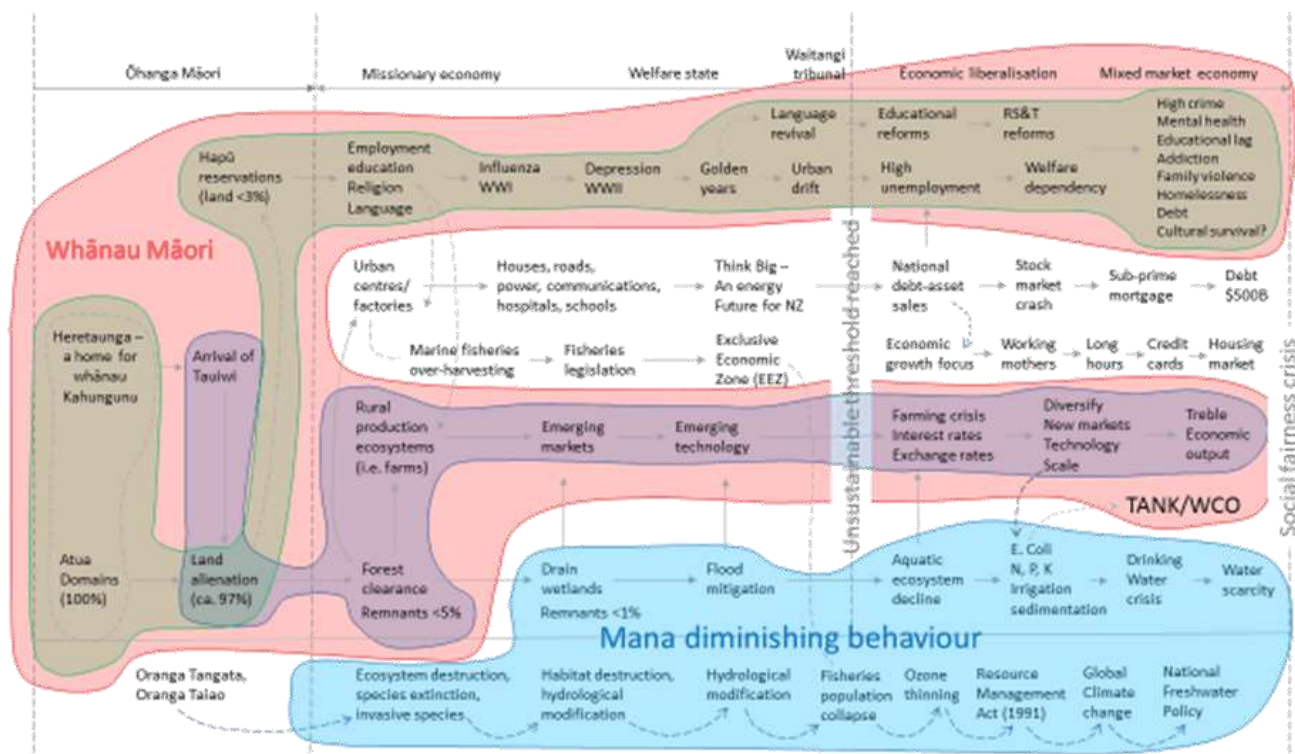 Ōhanga Māori
Missionary economy
Welfare state
Waitangi
tribunal
Economic liberalisation
Mixed market economy
Hapū
reservations
(land <3%)
Employment
education
Religion
Language
Influenza
WWI
Depression
WWII
Golden
years
Language
revival
Urban
drift
Educational
reforms
High
unemployment
RS&T
reforms
Welfare
dependency
High crime
Mental health
Educational lag
Addiction
Family violence
Homelessness
Debt
Cultural survival?
Whānau Māori
Urban
centres/
factories
Houses, roads,
power, communications,
hospitals, schools
Think Big –
An energy
Future for NZ
National
debt-asset
sales
Stock
market
crash
Sub-prime
mortgage
Debt
$500B
Marine fisheries
over-harvesting
Fisheries
legislation
Exclusive
Economic
Zone (EEZ)
Economic
growth focus
Working
mothers
Long
hours
Credit
cards
Housing
market
Unsustainable threshold reached
Social fairness crisis
Heretaunga –
a home for
whānau
Kahungunu
Arrival of
Tauiwi
Rural
production
ecosystems
(i.e. farms)
Emerging
markets
Emerging
technology
Farming crisis
Interest rates
Exchange rates
Diversify
New markets
Technology
Scale
Treble
Economic
output
TANK/WCO
Atua
Domains
(100%)
Land
alienation
(ca. 97%)
Forest
clearance
Remnants <5%
Drain
wetlands
Remnants <1%
Flood
mitigation
Aquatic
ecosystem
decline
E. Coli
N, P, K
Irrigation
sedimentation
Drinking
Water
crisis
Water
scarcity
Mana diminishing behaviour
Oranga Tangata,
Oranga Taiao
Ecosystem destruction,
species extinction,
invasive species
Habitat destruction,
hydrological
modification
Hydrological
modification
Fisheries
population
collapse
Ozone
thinning
Resource
Management
Act (1991)
Global
Climate
change
National
Freshwater
Policy